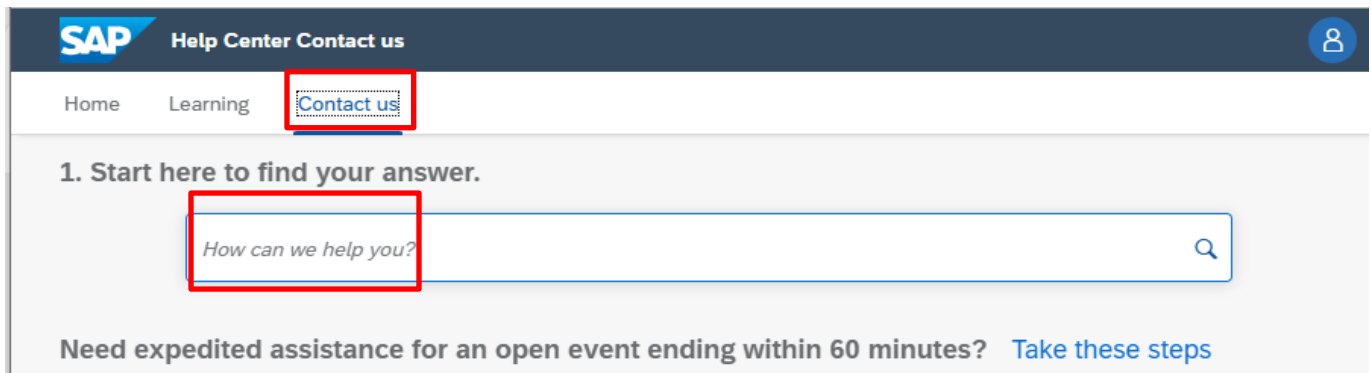 SAP Help Center Contact us
Home Learning Contact us
1. Start here to find your answer.
How can we help you?
Need expedited assistance for an open event ending within 60 minutes? Take these steps